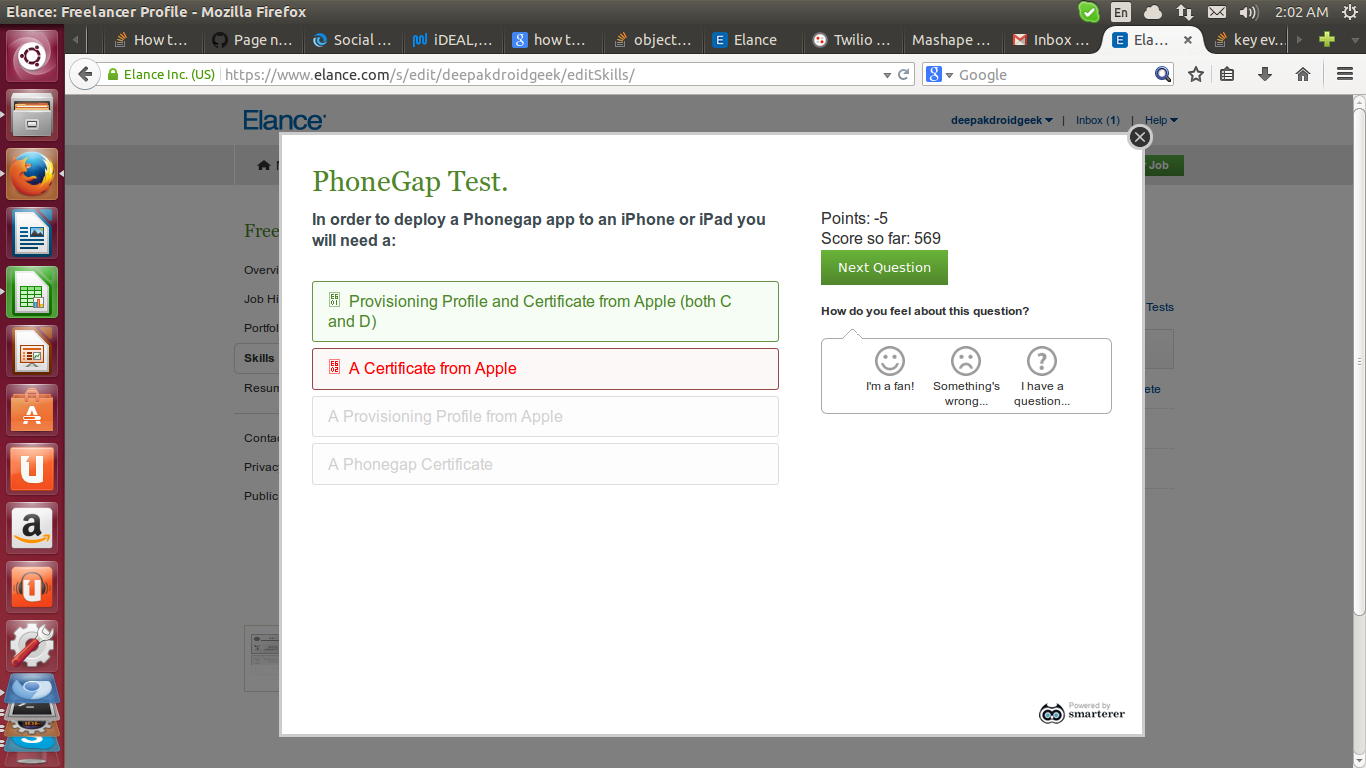 Elance: Freelancer Profile - Mozilla Firefox
En
2:02 AM
How t...
Page n...
Social ...
iDEAL,...
how t...
object...
Elance
Twilio ...
Mashape ...
Inbox ...
Ela...
key ev...
Elance Inc. (US)
https://www.elance.com/s/edit/deepakdroidgeek/editSkills/
Google
Elance
deepakdroidgeek | Inbox (1) | Help
Job
PhoneGap Test.
In order to deploy a Phonegap app to an iPhone or iPad you
will need a:
Provisioning Profile and Certificate from Apple (both C
and D)
A Certificate from Apple
A Provisioning Profile from Apple
A Phonegap Certificate
Points: -5
Score so far: 569
Next Question
How do you feel about this question?
I'm a fan!
Something's
wrong...
I have a
question...
Free
Overvi
Job Hi
Portfol
Skills
Resum
Contac
Privac
Public
Tests
ete
Powered by
smarterer